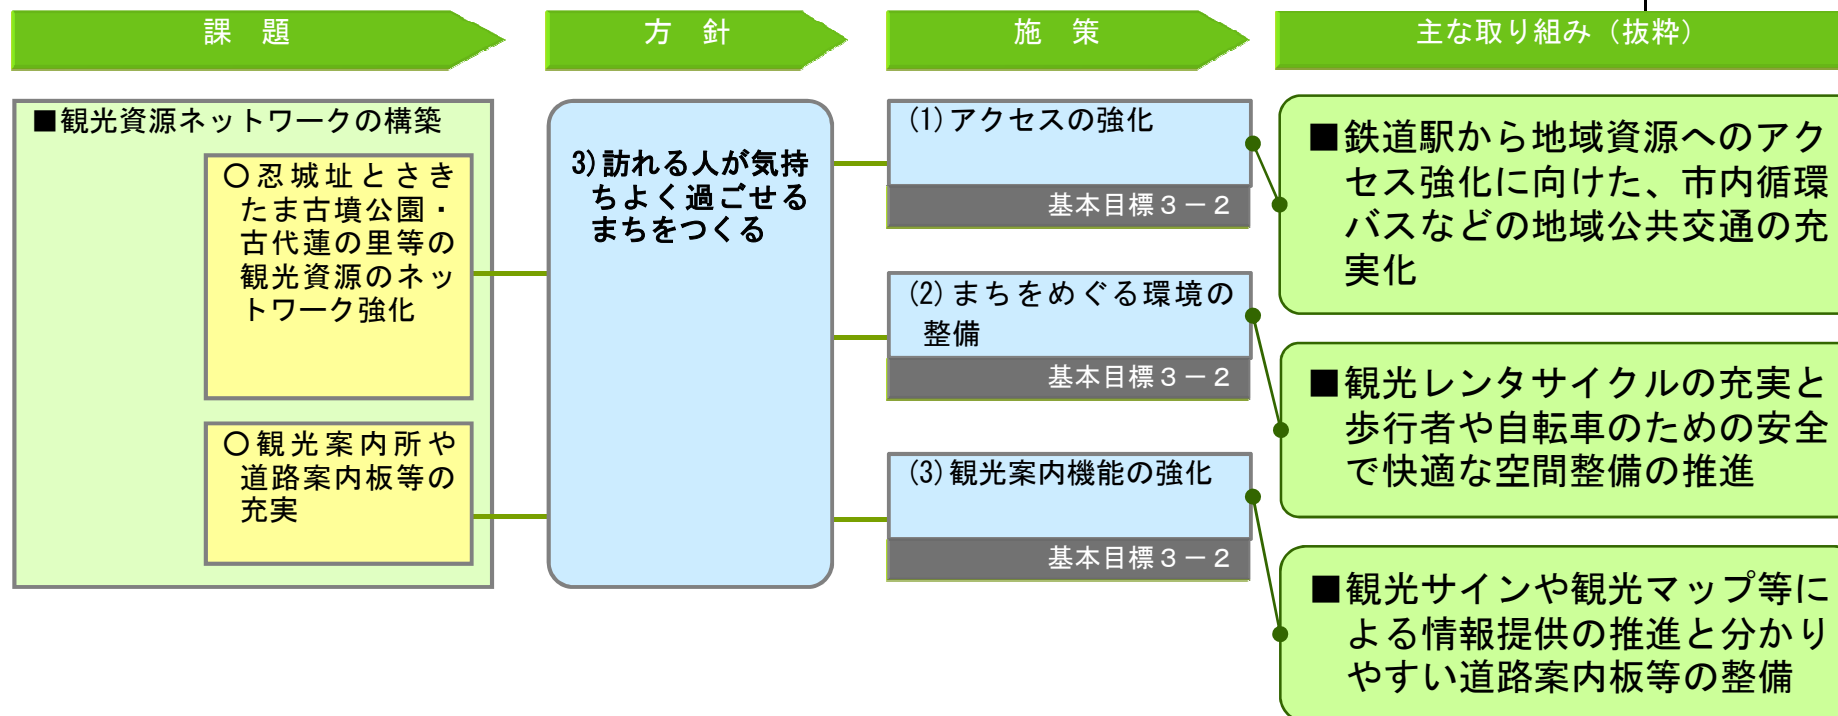 課題
方針
施策
主な取り組み（抜粋）
■観光資源ネットワークの構築
〇忍城址とさき
たま古墳公園・
古代蓮の里等の
観光資源のネッ
トワーク強化
〇観光案内所や
道路案内板等の
充実
3)訪れる人が気持
ちよく過ごせる
まちをつくる
(1)アクセスの強化
基本目標３－２
(2)まちをめぐる環境の
整備
基本目標３－２
(3)観光案内機能の強化
基本目標３－２
■鉄道駅から地域資源へのアク
セス強化に向けた、市内循環
バスなどの地域公共交通の充
実化
■観光レンタサイクルの充実と
歩行者や自転車のための安全
で快適な空間整備の推進
■観光サインや観光マップ等に
よる情報提供の推進と分かり
やすい道路案内板等の整備